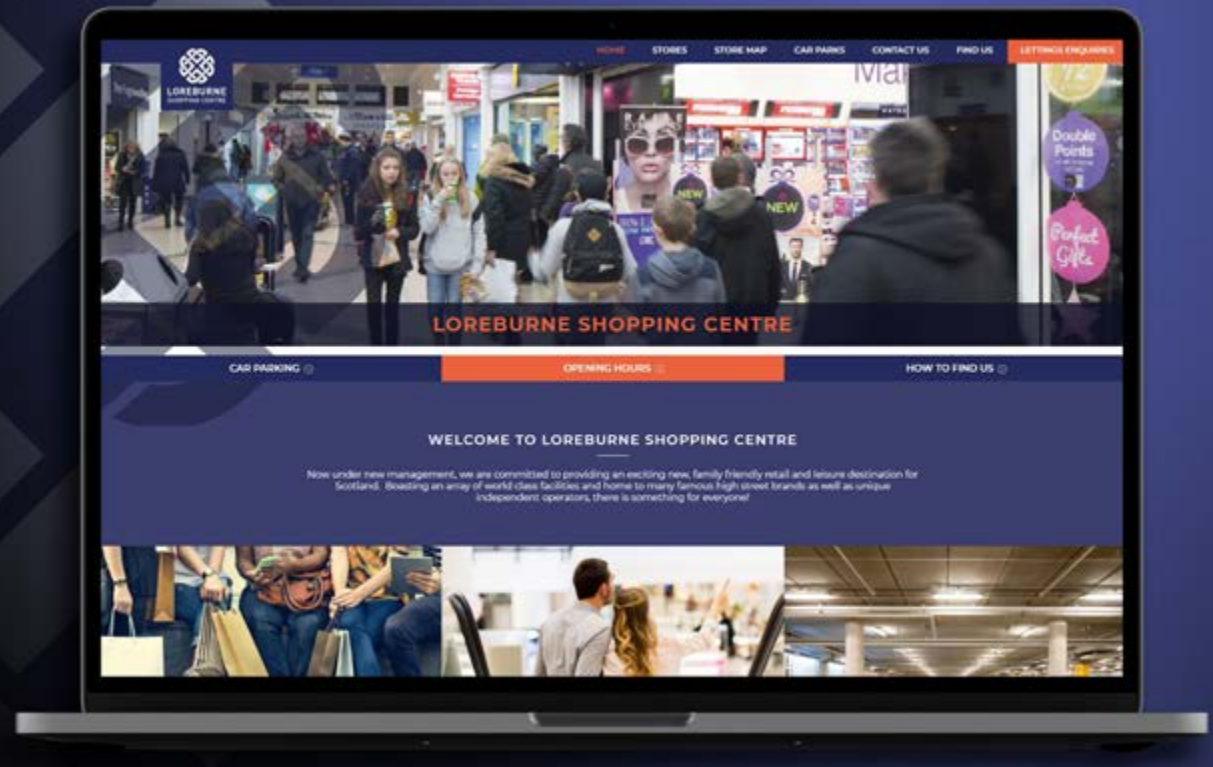 HOME STORES STORE MAP CAR PARKS CONTACT US FIND US LETTINGS ENQUIRIES
LOREBURNE
SHOPPING CENTRE
Mai
1/2
Double
Points
NEW
NEW
Perfect
Gifts
LOREBURNE SHOPPING CENTRE
CAR PARKING OPENING HOURS HOW TO FIND US
WELCOME TO LOREBURNE SHOPPING CENTRE
Now under new management, we are committed to providing an exciting new, family friendly retail and leisure destination for
Scotland. Boasting an array of world class facilities and home to many famous high street brands as well as unique
independent operators, there is something for everyone!